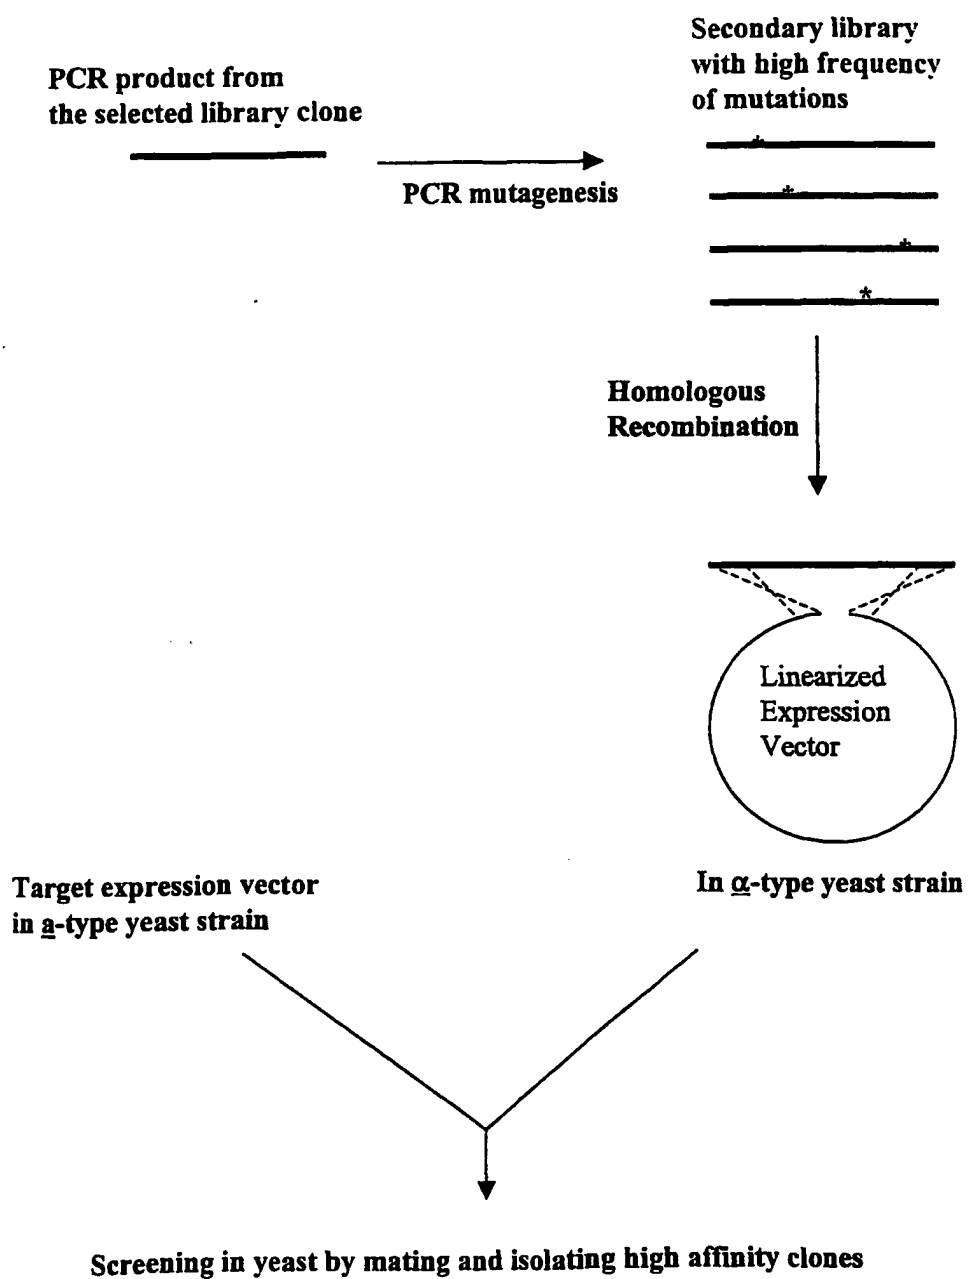 PCR product from
the selected library clone
PCR mutagenesis
Secondary library
with high frequency
of mutations
*
*
*
*
Homologous
Recombination
Linearized
Expression
Vector
In α-type yeast strain
Target expression vector
in a-type yeast strain
Screening in yeast by mating and isolating high affinity clones